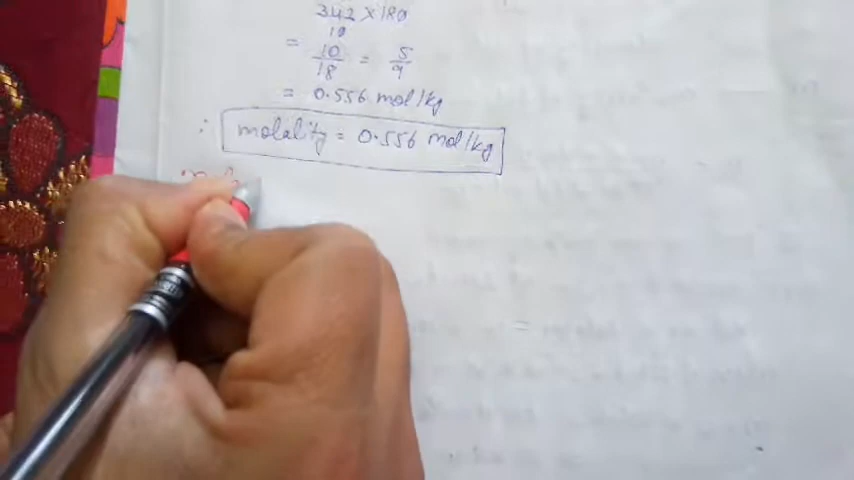 342 × 180
10
= 10/18 = 5/9
= 0.556 mol/kg
∴ molality = 0.556 mol/kg